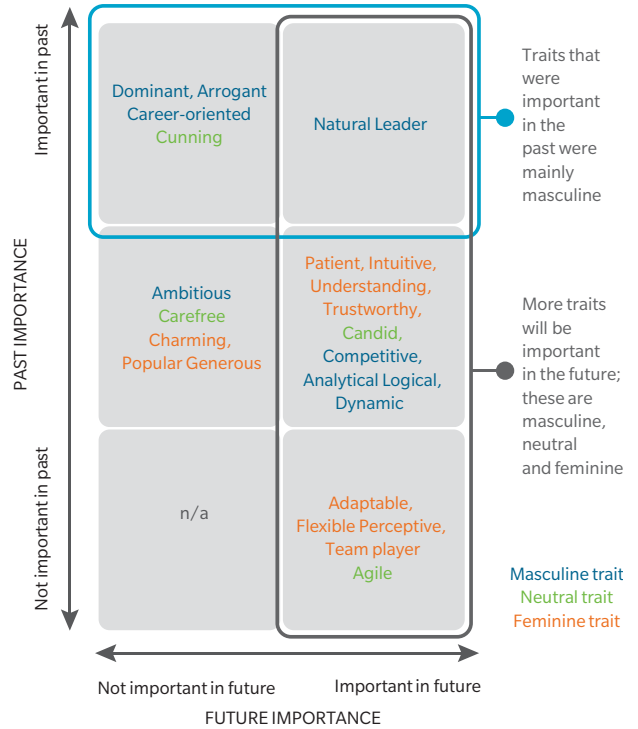 Important in past
Dominant, Arrogant
Career-oriented
Cunning
Natural Leader
Traits that
were
important
in the
past were
mainly
masculine
PAST IMPORTANCE
Ambitious
Carefree
Charming,
Popular Generous
Patient, Intuitive,
Understanding,
Trustworthy,
Candid,
Competitive,
Analytical Logical,
Dynamic
More traits
will be
important
in the future;
these are
masculine,
neutral
and feminine
Not important in past
n/a
Adaptable,
Flexible Perceptive,
Team player
Agile
Masculine trait
Neutral trait
Feminine trait
Not important in future
Important in future
FUTURE IMPORTANCE